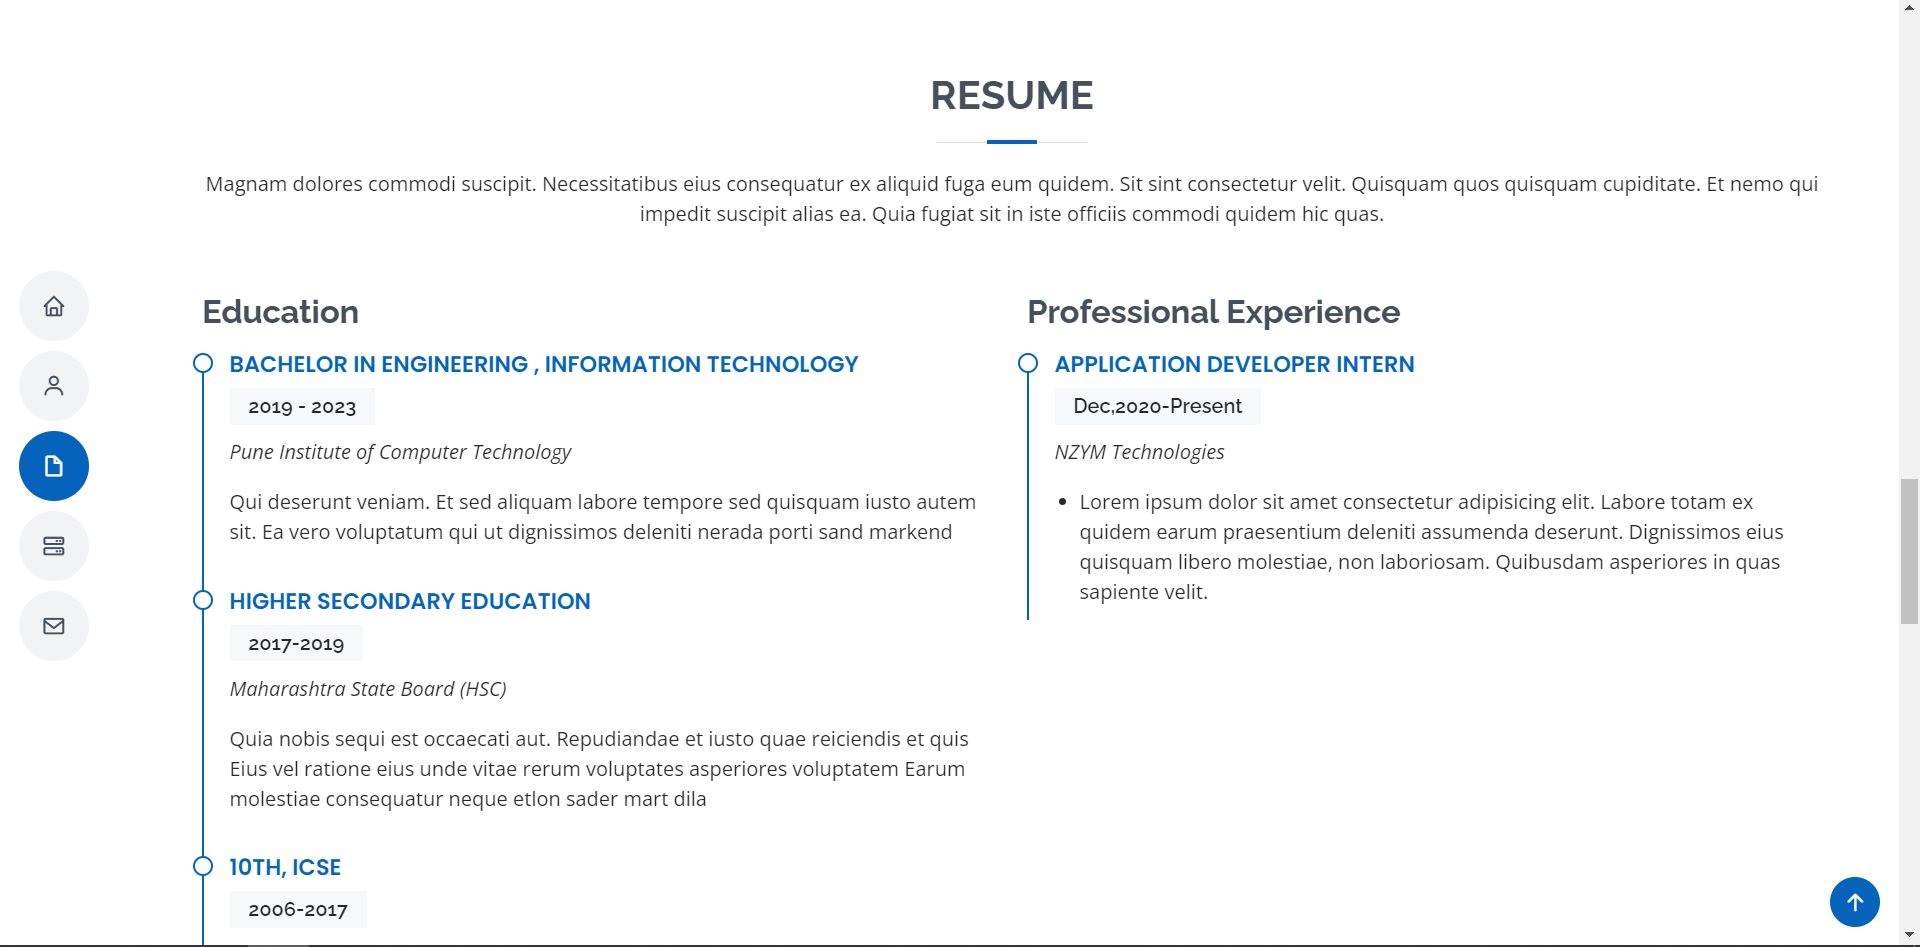 RESUME
Magnam dolores commodi suscipit. Necessitatibus eius consequatur ex aliquid fuga eum quidem. Sit sint consectetur velit. Quisquam quos quisquam cupiditate. Et nemo qui
impedit suscipit alias ea. Quia fugiat sit in iste officiis commodi quidem hic quas.
Education
BACHELOR IN ENGINEERING , INFORMATION TECHNOLOGY
2019 - 2023
Pune Institute of Computer Technology
Qui deserunt veniam. Et sed aliquam labore tempore sed quisquam iusto autem
sit. Ea vero voluptatum qui ut dignissimos deleniti nerada porti sand markend
HIGHER SECONDARY EDUCATION
2017-2019
Maharashtra State Board (HSC)
Quia nobis sequi est occaecati aut. Repudiandae et iusto quae reiciendis et quis
Eius vel ratione eius unde vitae rerum voluptates asperiores voluptatem Earum
molestiae consequatur neque etlon sader mart dila
10TH, ICSE
2006-2017
Professional Experience
APPLICATION DEVELOPER INTERN
Dec,2020-Present
NZYM Technologies
Lorem ipsum dolor sit amet consectetur adipisicing elit. Labore totam ex
quidem earum praesentium deleniti assumenda deserunt. Dignissimos eius
quisquam libero molestiae, non laboriosam. Quibusdam asperiores in quas
sapiente velit.